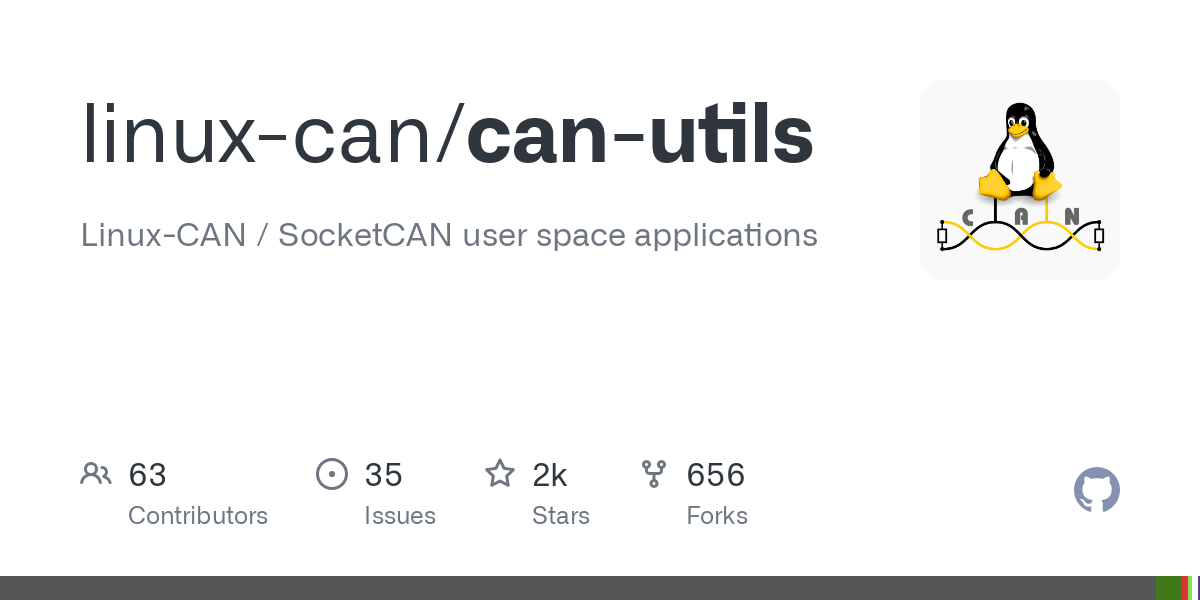 linux-can/can-utils
Linux-CAN / SocketCAN user space applications
C A N
63
Contributors
35
Issues
2k
Stars
656
Forks